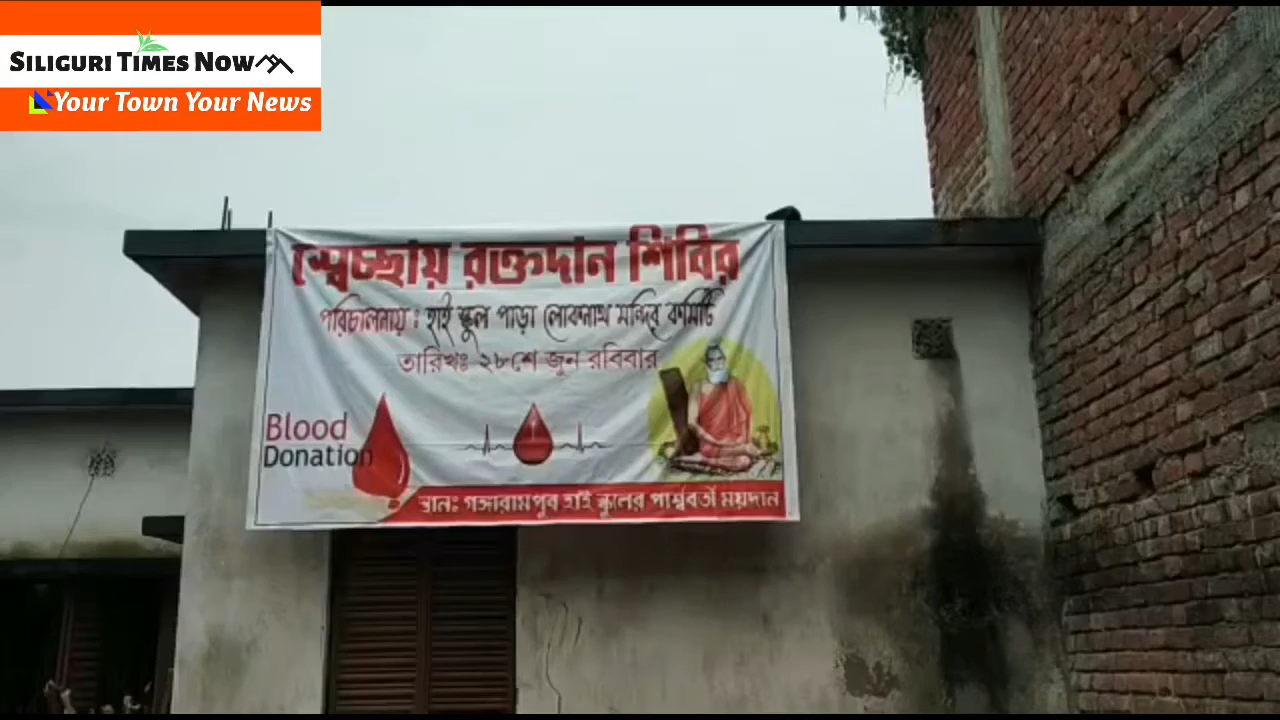 SILIGURI TIMES NOW
YOUR TOWN YOUR NEWS
স্বেচ্ছায় রক্তদান শিবির
পরিচালনায় : হাই স্কুল পাড়া লোকনাথ মন্দির কমিটি
তারিখঃ ২৮শে জুন রবিবার
Blood
Donation
স্থানঃ গঙ্গারামপুর হাই স্কুলের পার্শ্ববর্তী ময়দান